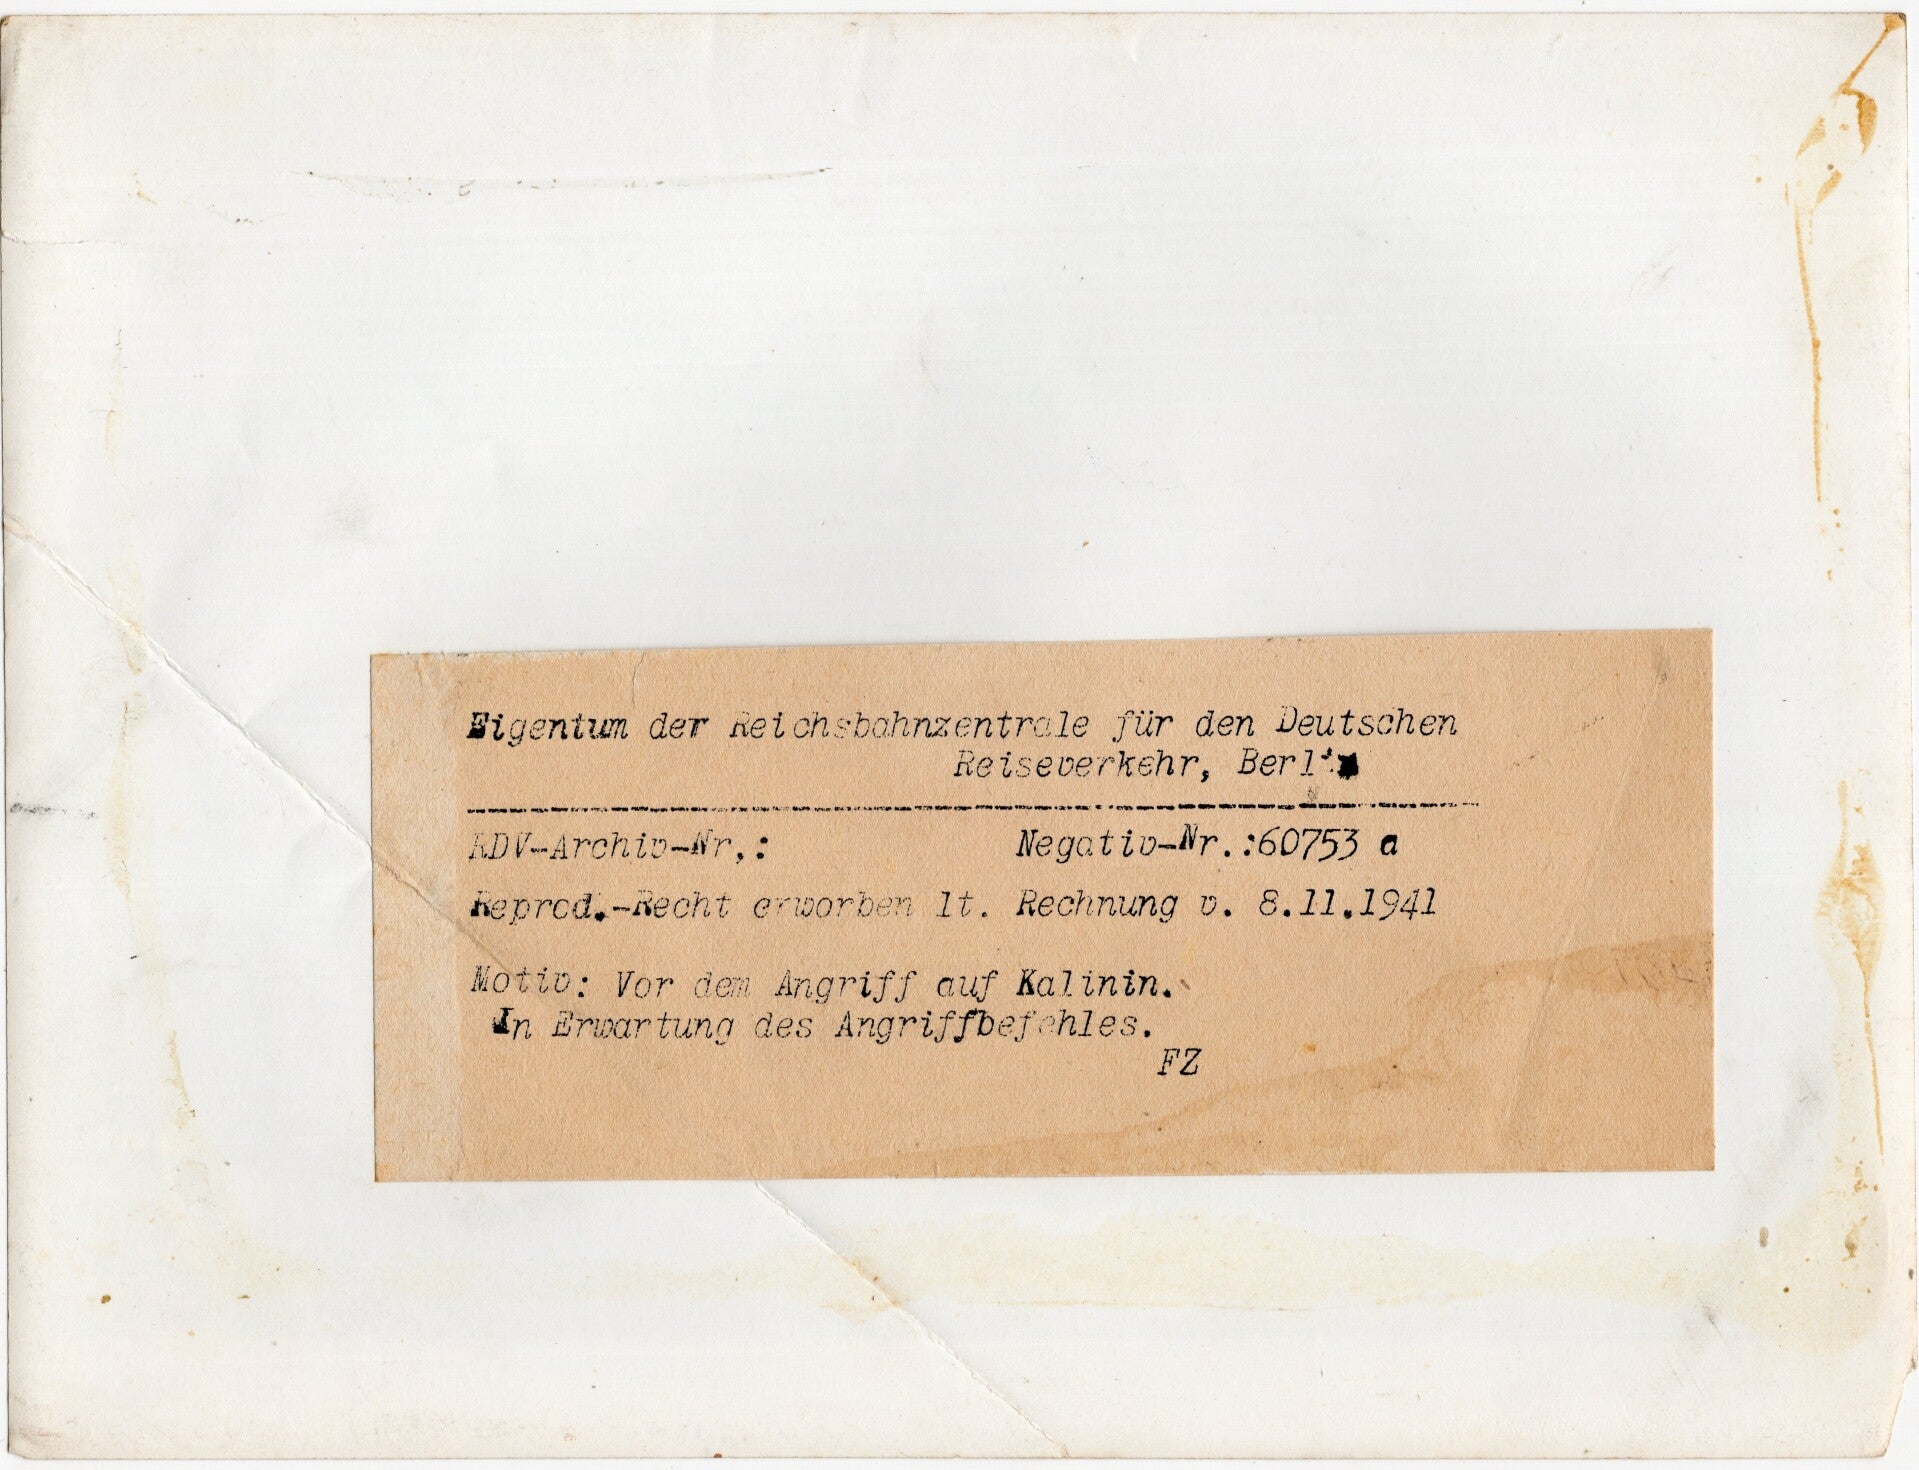 Eigentum der Reichsbahnzentrale für den Deutschen
Reiseverkehr, Berlin
RDV-Archiv-Nr.: Negativ-Nr.:60753 a
Reprod.-Recht erworben lt. Rechnung v. 8.11.1941
Motiv: Vor dem Angriff auf Kalinin.
In Erwartung des Angriffbefehles.
FZ